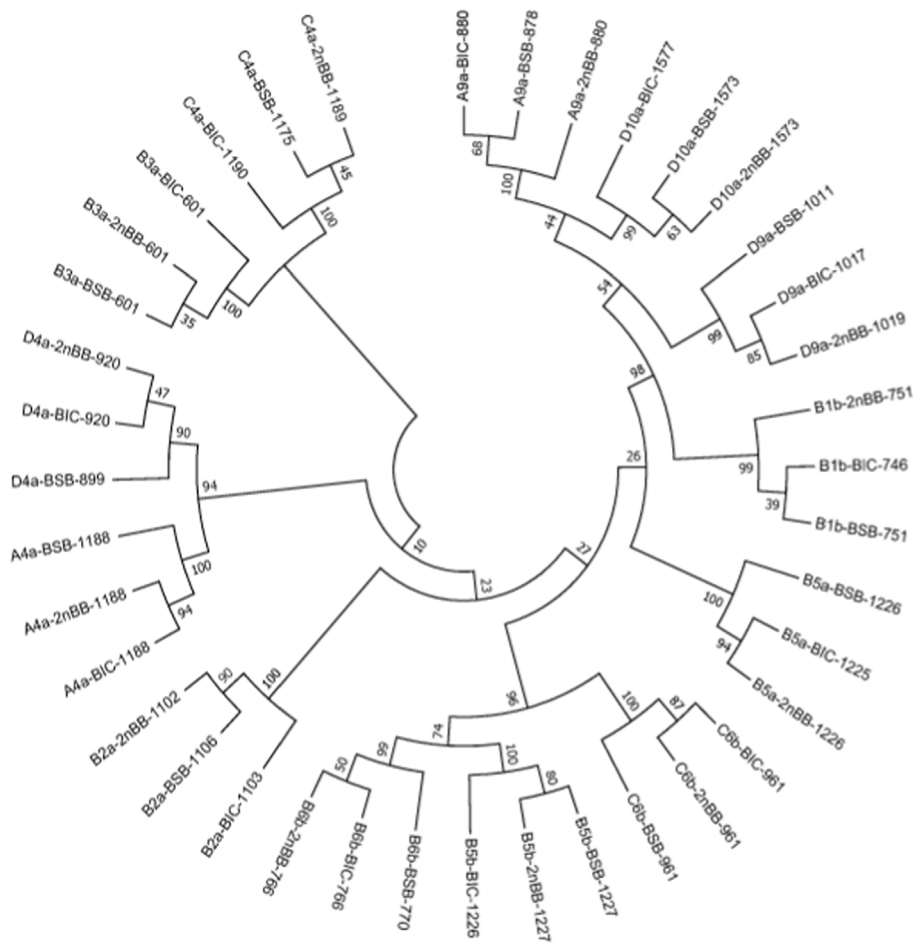 A9a-BIC-880
A9a-BSB-878
A9a-2nBB-880
D10a-BIC-1577
D10a-BSB-1573
D10a-2nBB-1573
D9a-BSB-1011
D9a-BIC-1017
D9a-2nBB-1019
B1b-2nBB-751
B1b-BIC-746
B1b-BSB-751
B5a-BSB-1226
B5a-BIC-1225
B5a-2nBB-1226
C6b-BIC-961
C6b-2nBB-961
C6b-BSB-961
B5b-BSB-1227
B5b-2nBB-1227
B5b-BIC-1226
B6b-BSB-770
B6b-BIC-766
B6b-2nBB-766
B2a-BIC-1103
B2a-BSB-1106
B2a-2nBB-1102
A4a-BIC-1188
A4a-2nBB-1188
A4a-BSB-1188
D4a-BSB-899
D4a-BIC-920
D4a-2nBB-920
B3a-BSB-601
B3a-2nBB-601
B3a-BIC-601
C4a-BIC-1190
C4a-BSB-1175
C4a-2nBB-1189
68
100
44
99
63
54
99
85
98
99
39
26
100
94
27
96
100
87
74
100
80
99
50
23
100
90
10
94
90
47
100
94
100
35
100
45